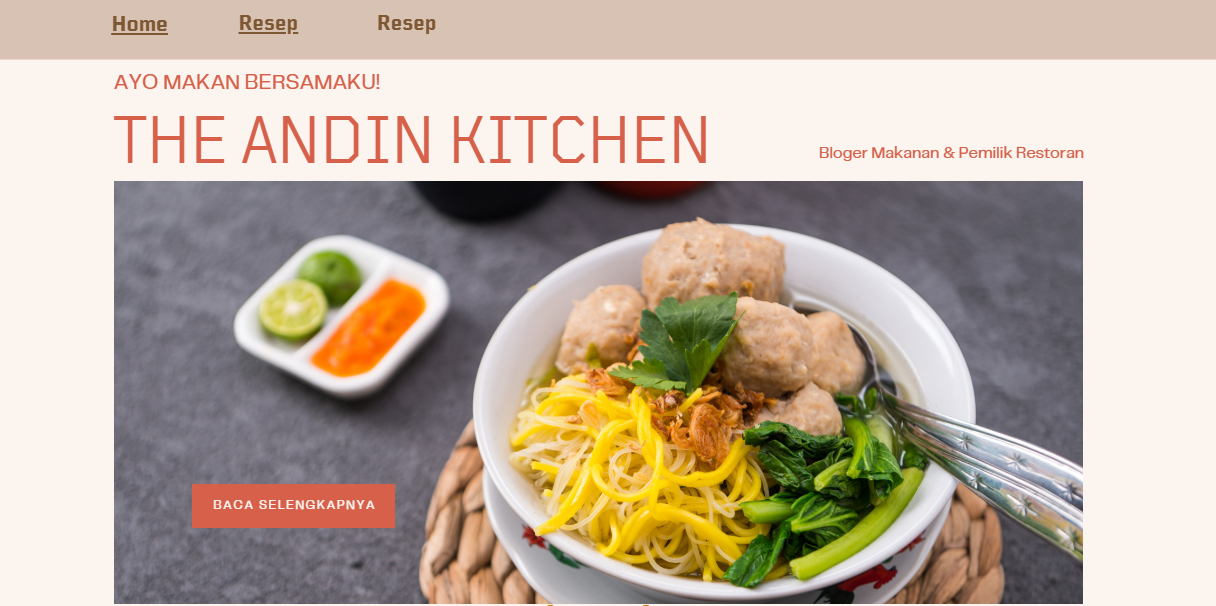 Home Resep Resep
AYO MAKAN BERSAMAKU!
THE ANDIN KITCHEN
Bloger Makanan & Pemilik Restoran
BACA SELENGKAPNYA